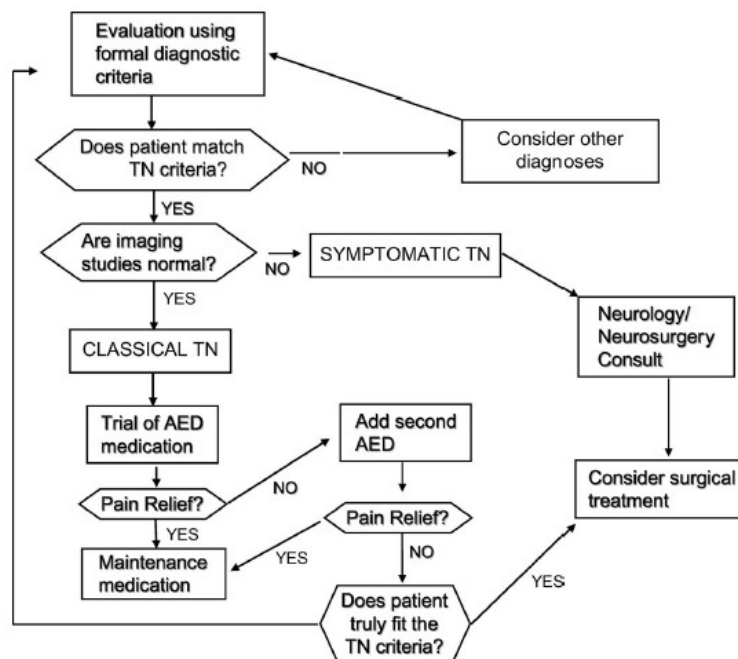 Evaluation using
formal diagnostic
criteria
Does patient match
TN criteria?
NO
Consider other
diagnoses
YES
Are imaging
studies normal?
NO
SYMPTOMATIC TN
YES
Neurology/
Neurosurgery
Consult
CLASSICAL TN
Trial of AED
medication
Add second
AED
Pain Relief?
NO
Consider surgical
treatment
YES
Pain Relief?
YES
NO
Maintenance
medication
YES
Does patient
truly fit the
TN criteria?